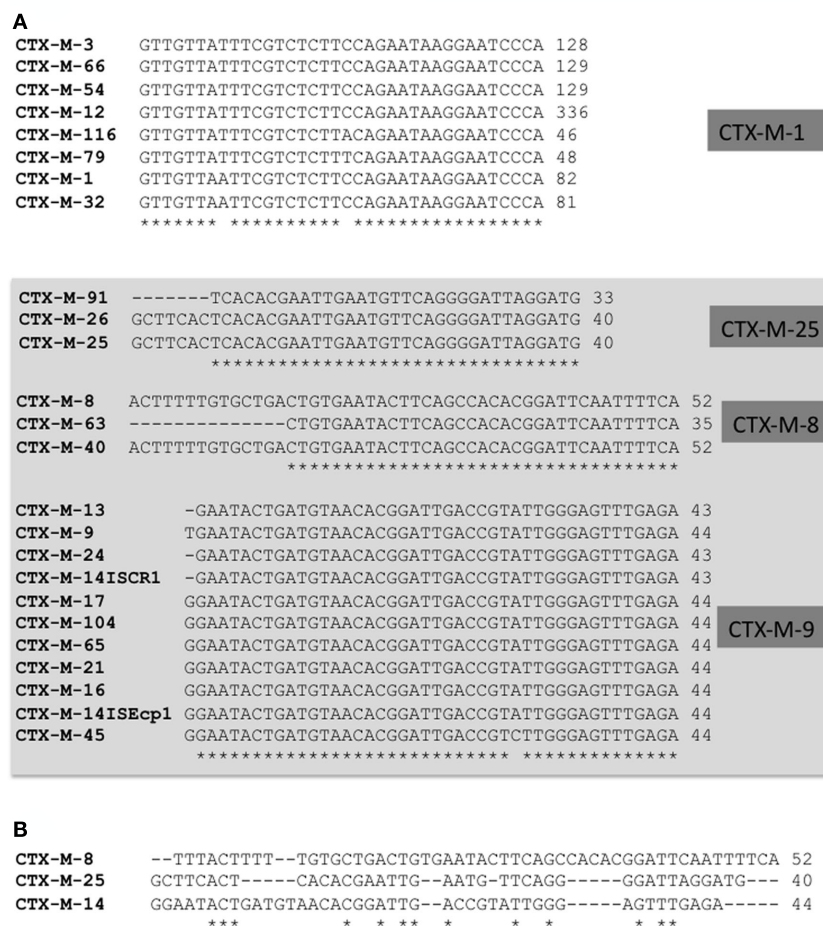 A
CTX-M-3 GTTGTTATTTCGTCTCTTCCAGAATAAGGAATCCCA 128
CTX-M-66 GTTGTTATTTCGTCTCTTCCAGAATAAGGAATCCCA 129
CTX-M-54 GTTGTTATTTCGTCTCTTCCAGAATAAGGAATCCCA 129
CTX-M-12 GTTGTTATTTCGTCTCTTCCAGAATAAGGAATCCCA 336
CTX-M-116 GTTGTTATTTCGTCTCTTACAGAATAAGGAATCCCA 46
CTX-M-79 GTTGTTATTTCGTCTCTTTCAGAATAAGGAATCCCA 48
CTX-M-1 GTTGTTAATTCGTCTCTTCCAGAATAAGGAATCCCA 82
CTX-M-32 GTTGTTAATTCGTCTCTTCCAGAATAAGGAATCCCA 81
******* ********** *****************
CTX-M-1
CTX-M-91 -------TCACACGAATTGAATGTTCAGGGGATTAGGATG 33
CTX-M-26 GCTTCACTCACACGAATTGAATGTTCAGGGGATTAGGATG 40
CTX-M-25 GCTTCACTCACACGAATTGAATGTTCAGGGGATTAGGATG 40
*********************************
CTX-M-25
CTX-M-8 ACTTTTTGTGCTGACTGTGAATACTTCAGCCACACGGATTCAATTTTCA 52
CTX-M-63 --------------CTGTGAATACTTCAGCCACACGGATTCAATTTTCA 35
CTX-M-40 ACTTTTTGTGCTGACTGTGAATACTTCAGCCACACGGATTCAATTTTCA 52
***********************************
CTX-M-8
CTX-M-13 -GAATACTGATGTAACACGGATTGACCGTATTGGGAGTTTGAGA 43
CTX-M-9 TGAATACTGATGTAACACGGATTGACCGTATTGGGAGTTTGAGA 44
CTX-M-24 -GAATACTGATGTAACACGGATTGACCGTATTGGGAGTTTGAGA 43
CTX-M-14ISCR1 -GAATACTGATGTAACACGGATTGACCGTATTGGGAGTTTGAGA 43
CTX-M-17 GGAATACTGATGTAACACGGATTGACCGTATTGGGAGTTTGAGA 44
CTX-M-104 GGAATACTGATGTAACACGGATTGACCGTATTGGGAGTTTGAGA 44
CTX-M-65 GGAATACTGATGTAACACGGATTGACCGTATTGGGAGTTTGAGA 44
CTX-M-21 GGAATACTGATGTAACACGGATTGACCGTATTGGGAGTTTGAGA 44
CTX-M-16 GGAATACTGATGTAACACGGATTGACCGTATTGGGAGTTTGAGA 44
CTX-M-14ISEcp1 GGAATACTGATGTAACACGGATTGACCGTATTGGGAGTTTGAGA 44
CTX-M-45 GGAATACTGATGTAACACGGATTGACCGTCTTGGGAGTTTGAGA 44
**************************** **************
CTX-M-9
B
CTX-M-8 --TTTACTTTT--TGTGCTGACTGTGAATACTTCAGCCACACGGATTCAATTTTCA 52
CTX-M-25 GCTTCACT-----CACACGAATTG--AATG-TTCAGG-----GGATTAGGATG--- 40
CTX-M-14 GGAATACTGATGTAACACGGATTG--ACCGTATTGGG-----AGTTTGAGA----- 44
*** * * ** * * * * **